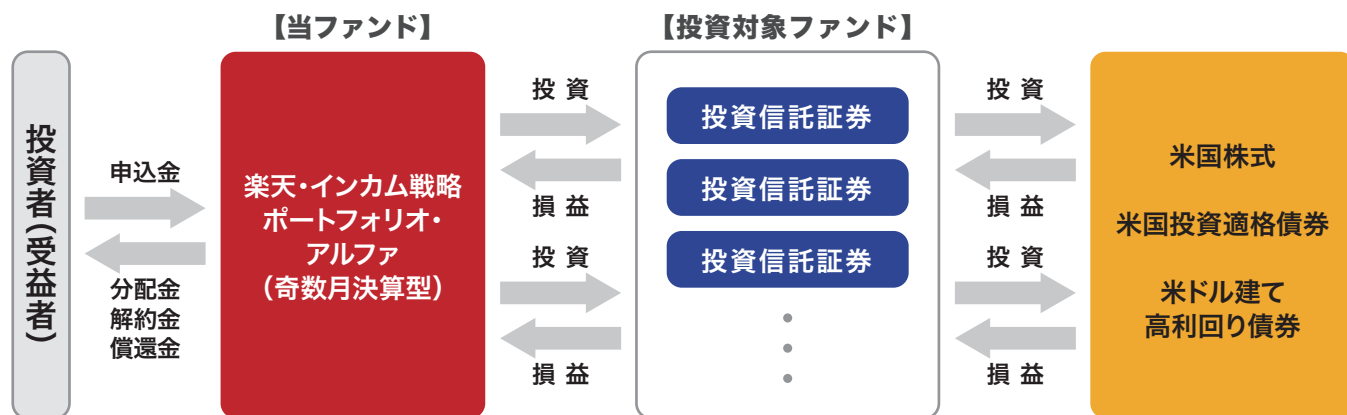 【当ファンド】
【投資対象ファンド】
投資者(受益者)
申込金
分配金
解約金
償還金
楽天・インカム戦略
ポートフォリオ・
アルファ
(奇数月決算型)
投 資
損 益
投 資
損 益
投資信託証券
投資信託証券
投資信託証券
投 資
損 益
投 資
損 益
米国株式
米国投資適格債券
米ドル建て
高利回り債券